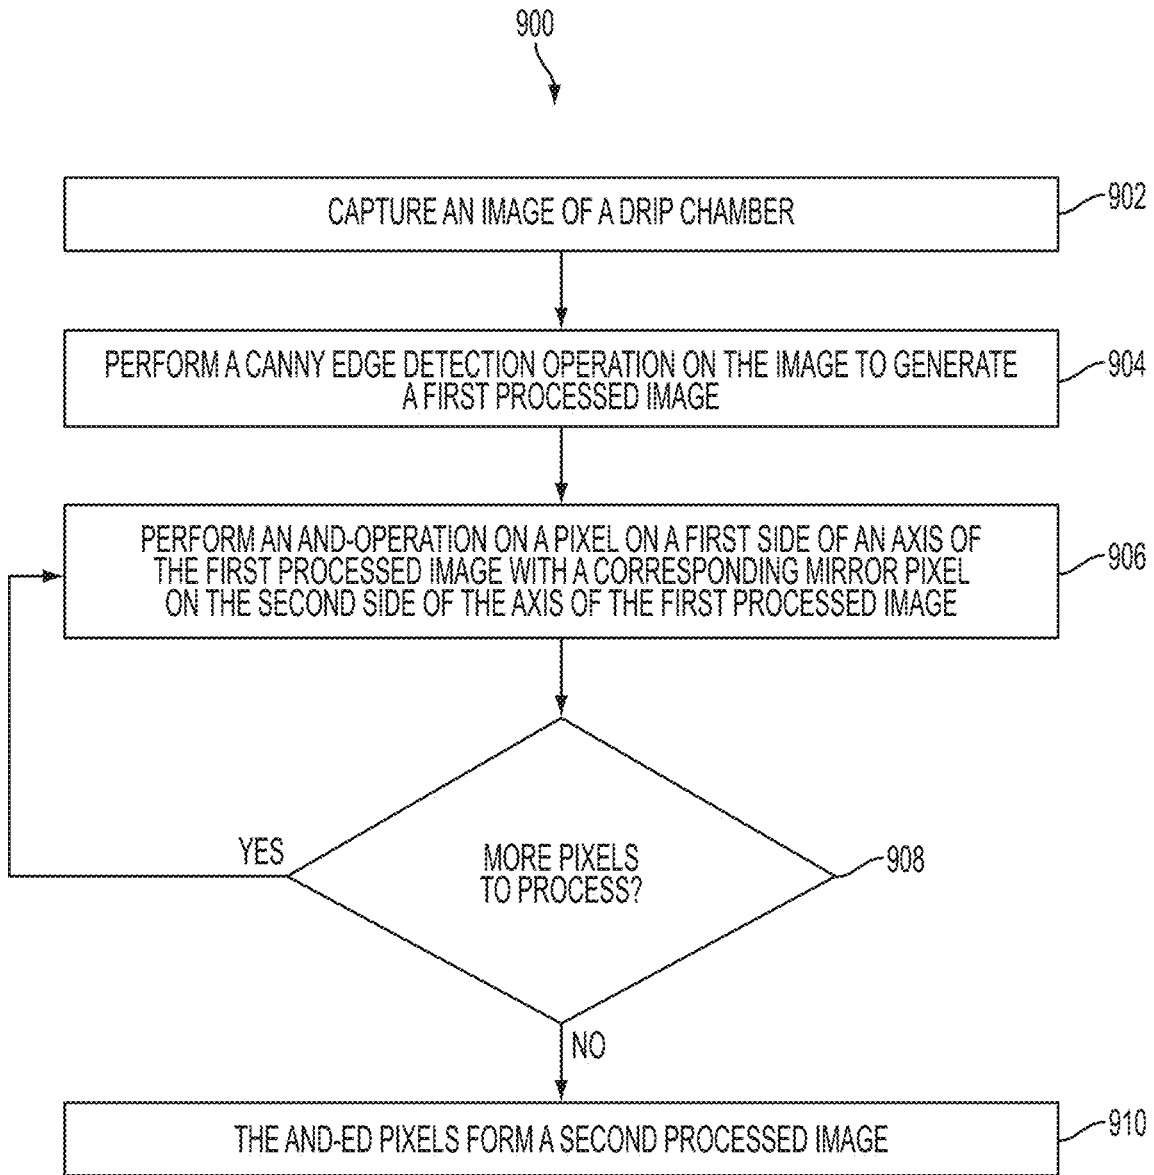 900
CAPTURE AN IMAGE OF A DRIP CHAMBER
902
PERFORM A CANNY EDGE DETECTION OPERATION ON THE IMAGE TO GENERATE
A FIRST PROCESSED IMAGE
904
PERFORM AN AND-OPERATION ON A PIXEL ON A FIRST SIDE OF AN AXIS OF
THE FIRST PROCESSED IMAGE WITH A CORRESPONDING MIRROR PIXEL
ON THE SECOND SIDE OF THE AXIS OF THE FIRST PROCESSED IMAGE
906
YES
MORE PIXELS
TO PROCESS?
908
NO
THE AND-ED PIXELS FORM A SECOND PROCESSED IMAGE
910